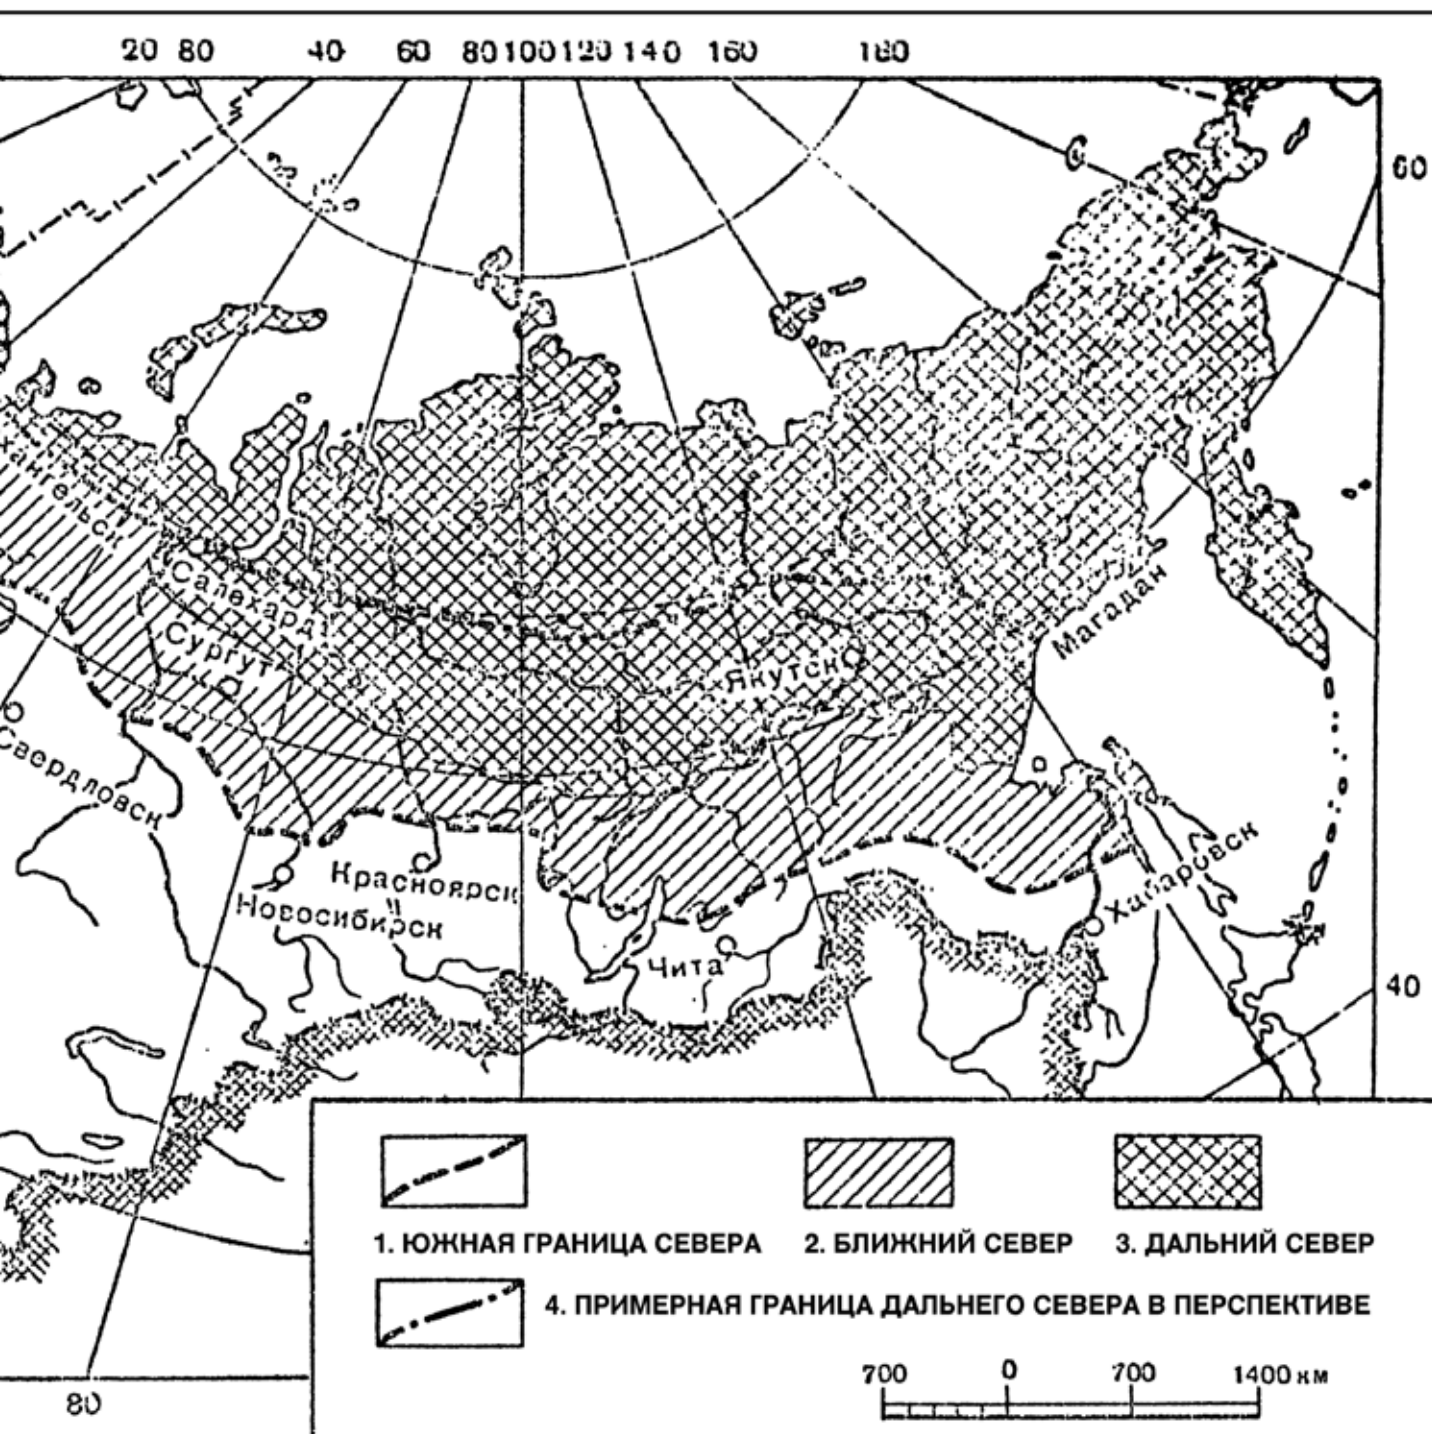 20 80 40 60 80 100 120 140 160 180
60
хангельск
Салехард
Сургут
Якутск
Магадан
Свердловск
Красноярск
Новосибирск
Чита
Хабаровск
40
1. ЮЖНАЯ ГРАНИЦА СЕВЕРА 2. БЛИЖНИЙ СЕВЕР 3. ДАЛЬНИЙ СЕВЕР
4. ПРИМЕРНАЯ ГРАНИЦА ДАЛЬНЕГО СЕВЕРА В ПЕРСПЕКТИВЕ
700 0 700 1400 км
80